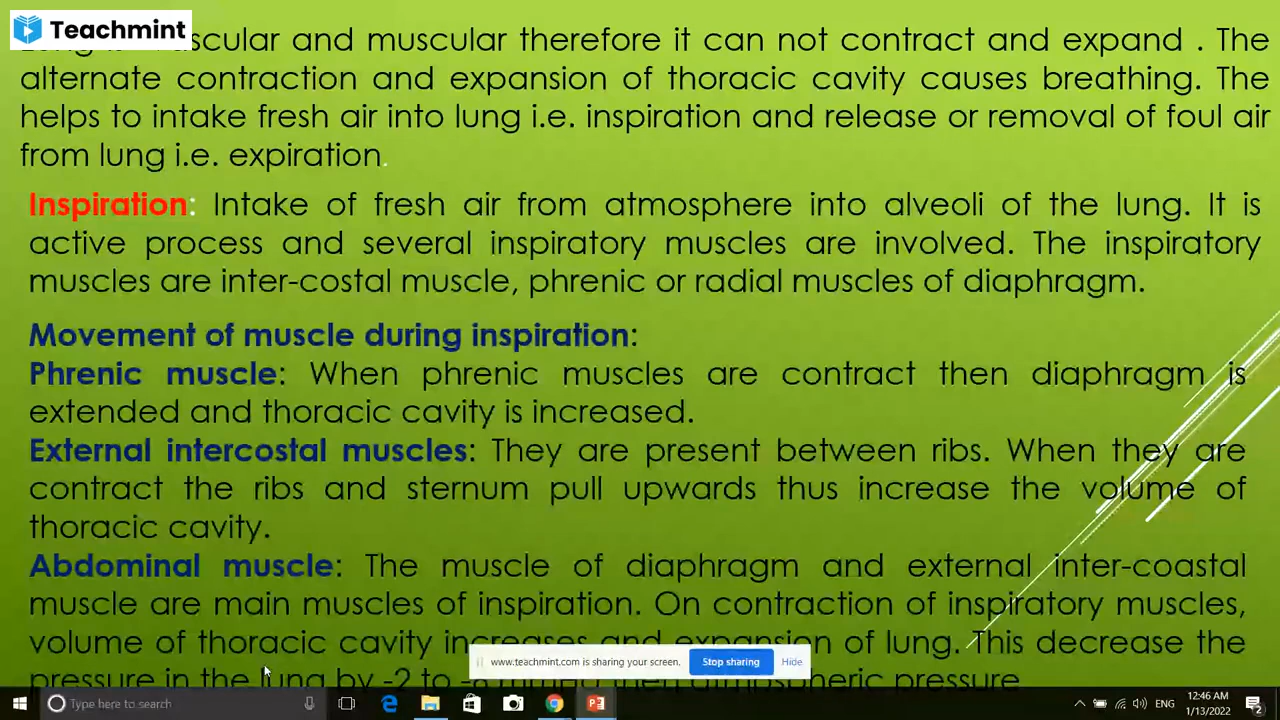 Teachmint
and muscular therefore it can not contract and expand . The
alternate contraction and expansion of thoracic cavity causes breathing. The
helps to intake fresh air into lung i.e. inspiration and release or removal of foul air
from lung i.e. expiration.
Inspiration: Intake of fresh air from atmosphere into alveoli of the lung. It is
active process and several inspiratory muscles are involved. The inspiratory
muscles are inter-costal muscle, phrenic or radial muscles of diaphragm.
Movement of muscle during inspiration:
Phrenic muscle: When phrenic muscles are contract then diaphragm is
extended and thoracic cavity is increased.
External intercostal muscles: They are present between ribs. When they are
contract the ribs and sternum pull upwards thus increase the volume of
thoracic cavity.
Abdominal muscle: The muscle of diaphragm and external inter-coastal
muscle are main muscles of inspiration. On contraction of inspiratory muscles,
volume of thoracic cavity increases and expansion of lung. This decrease the
pressure in the lung by -2 to then atmospheric pressure
www.teachmint.com is sharing your screen. Stop sharing Hide
Type here to search
ENG
12:46 AM
1/13/2022
2